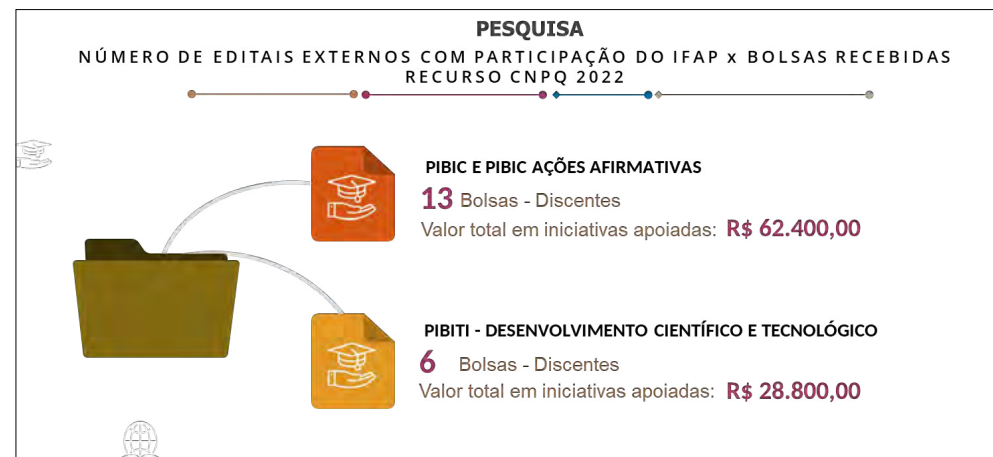 PESQUISA
NÚMERO DE EDITAIS EXTERNOS COM PARTICIPAÇÃO DO IFAP x BOLSAS RECEBIDAS
RECURSO CNPQ 2022
PIBIC E PIBIC AÇÕES AFIRMATIVAS
13 Bolsas - Discentes
Valor total em iniciativas apoiadas: R$ 62.400,00
PIBITI - DESENVOLVIMENTO CIENTÍFICO E TECNOLÓGICO
6 Bolsas - Discentes
Valor total em iniciativas apoiadas: R$ 28.800,00